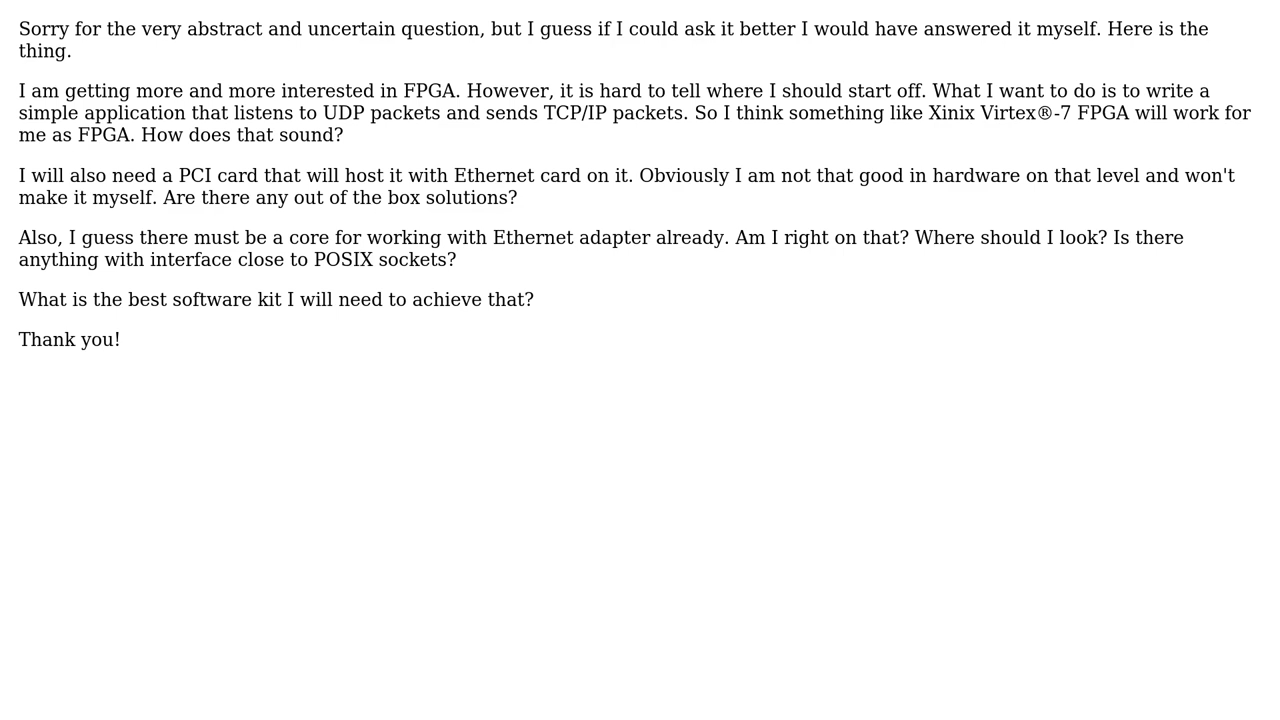 Sorry for the very abstract and uncertain question, but I guess if I could ask it better I would have answered it myself. Here is the
thing.
I am getting more and more interested in FPGA. However, it is hard to tell where I should start off. What I want to do is to write a
simple application that listens to UDP packets and sends TCP/IP packets. So I think something like Xinix Virtex®-7 FPGA will work for
me as FPGA. How does that sound?
I will also need a PCI card that will host it with Ethernet card on it. Obviously I am not that good in hardware on that level and won't
make it myself. Are there any out of the box solutions?
Also, I guess there must be a core for working with Ethernet adapter already. Am I right on that? Where should I look? Is there
anything with interface close to POSIX sockets?
What is the best software kit I will need to achieve that?
Thank you!